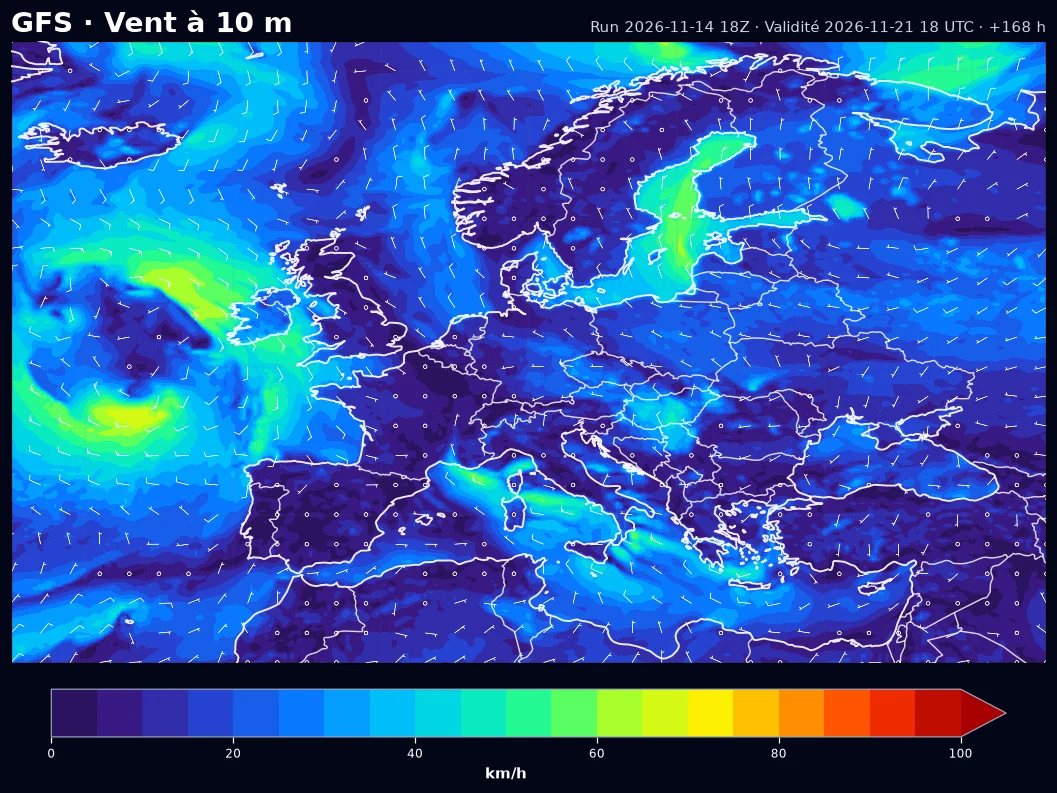 GFS · Vent à 10 m
Run 2026-11-14 18Z · Validité 2026-11-21 18 UTC · +168 h
0 20 40 60 80 100
km/h